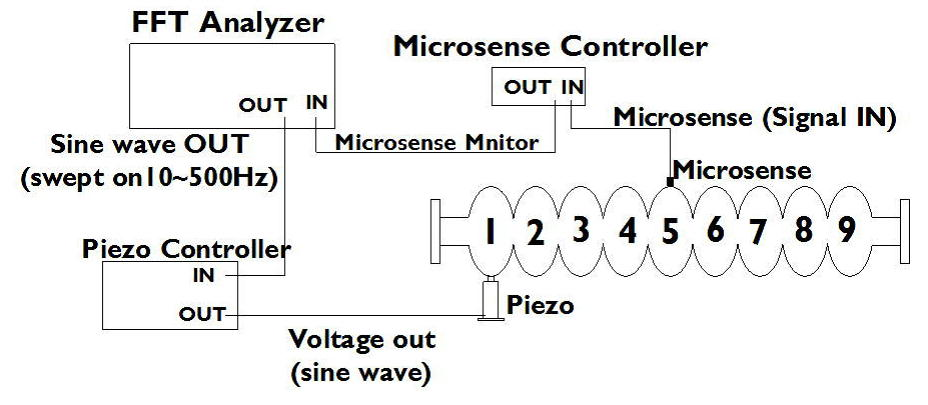 FFT Analyzer
Microsense Controller
OUT IN
OUT IN
Microsense (Signal IN)
Sine wave OUT
(swept on10~500Hz)
Microsense Mnitor
Microsense
1 2 3 4 5 6 7 8 9
Piezo Controller
IN
OUT
Piezo
Voltage out
(sine wave)